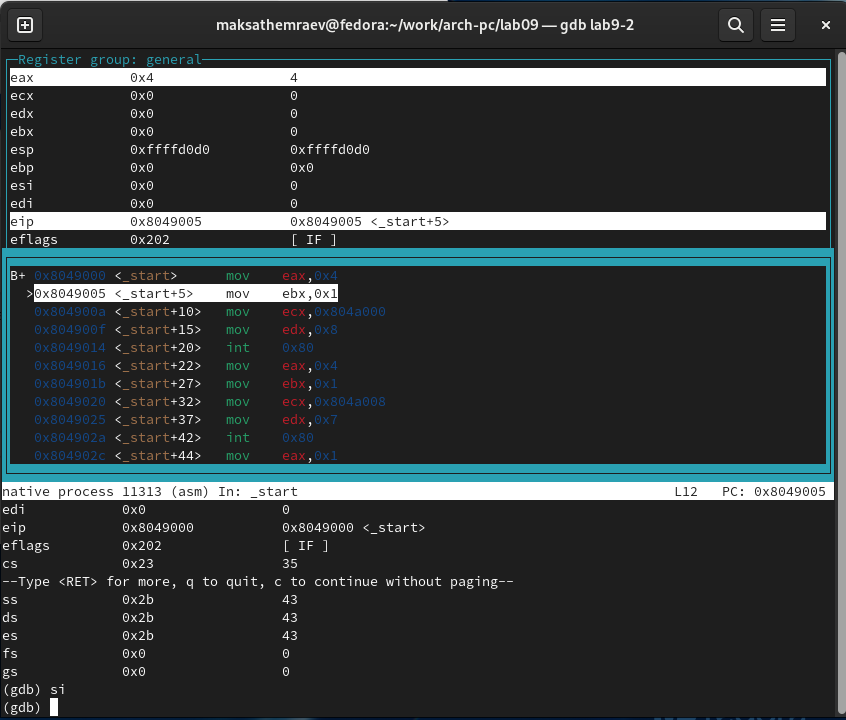 maksathemraev@fedora:~/work/arch-pc/lab09 — gdb lab9-2
Register group: general
eax 0x4 4
ecx 0x0 0
edx 0x0 0
ebx 0x0 0
esp 0xffffd0d0 0xffffd0d0
ebp 0x0 0x0
esi 0x0 0
edi 0x0 0
eip 0x8049005 0x8049005 <_start+5>
eflags 0x202 [ IF ]
B+ 0x8049000 <_start> mov eax,0x4
>0x8049005 <_start+5> mov ebx,0x1
0x804900a <_start+10> mov ecx,0x804a000
0x804900f <_start+15> mov edx,0x8
0x8049014 <_start+20> int 0x80
0x8049016 <_start+22> mov eax,0x4
0x804901b <_start+27> mov ebx,0x1
0x8049020 <_start+32> mov ecx,0x804a008
0x8049025 <_start+37> mov edx,0x7
0x804902a <_start+42> int 0x80
0x804902c <_start+44> mov eax,0x1
native process 11313 (asm) In: _start L12 PC: 0x8049005
edi 0x0 0
eip 0x8049000 0x8049000 <_start>
eflags 0x202 [ IF ]
cs 0x23 35
--Type <RET> for more, q to quit, c to continue without paging--
ss 0x2b 43
ds 0x2b 43
es 0x2b 43
fs 0x0 0
gs 0x0 0
(gdb) si
(gdb)